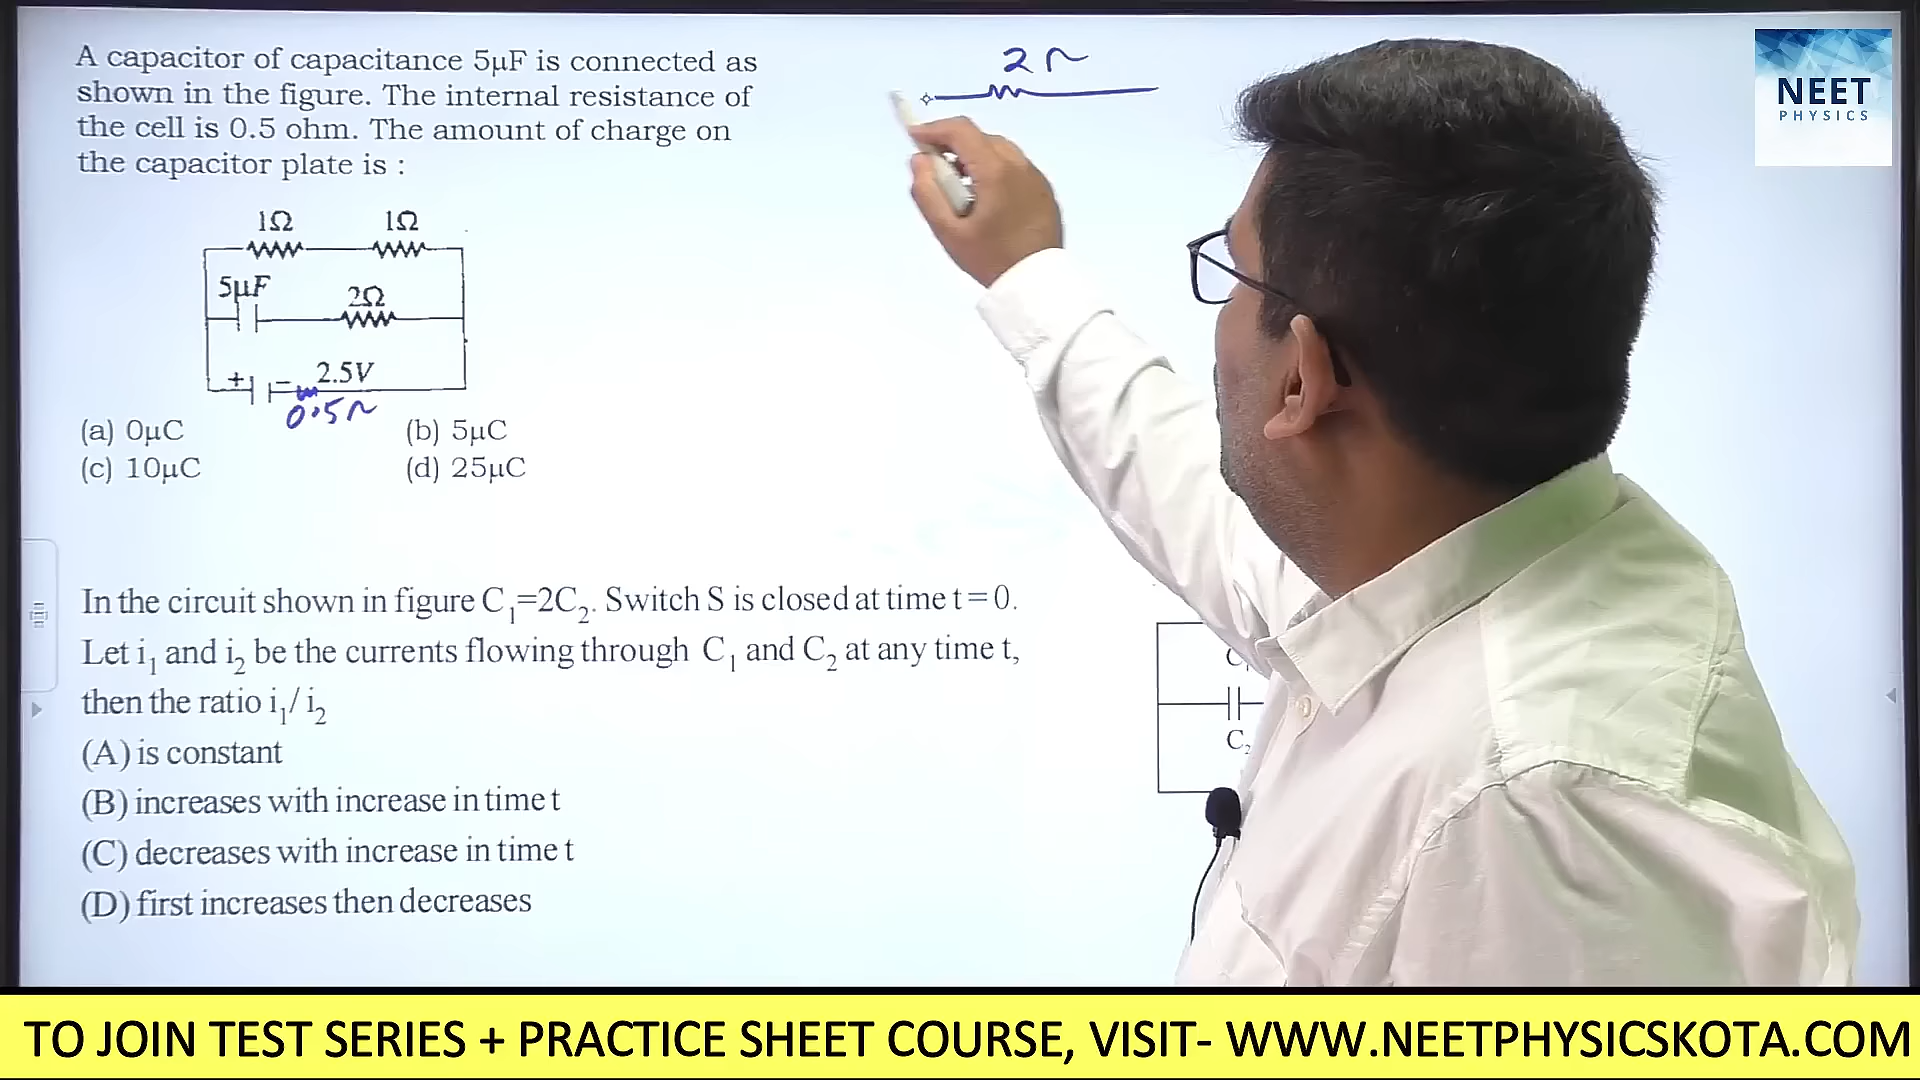 A capacitor of capacitance 5μF is connected as
shown in the figure. The internal resistance of
the cell is 0.5 ohm. The amount of charge on
the capacitor plate is :
1Ω 1Ω
5μF
2Ω
+ − 2.5V
0.5Ω
(a) 0μC (b) 5μC
(c) 10μC (d) 25μC
2Ω
NEET
PHYSICS
In the circuit shown in figure C₁=2C₂. Switch S is closed at time t = 0.
Let i₁ and i₂ be the currents flowing through C₁ and C₂ at any time t,
then the ratio i₁/ i₂
(A) is constant
(B) increases with increase in time t
(C) decreases with increase in time t
(D) first increases then decreases
C₁
C₂
TO JOIN TEST SERIES + PRACTICE SHEET COURSE, VISIT- WWW.NEETPHYSICSKOTA.COM